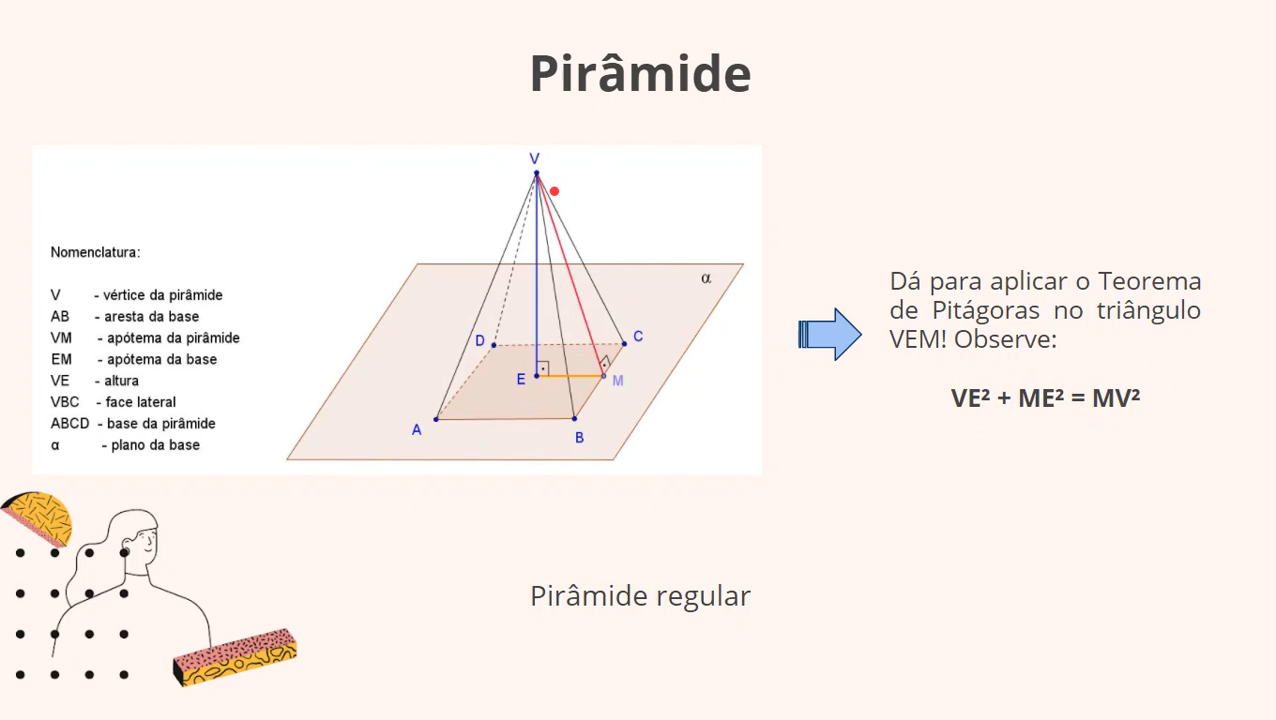 Pirâmide
Nomenclatura:
V - vértice da pirâmide
AB - aresta da base
VM - apótema da pirâmide
EM - apótema da base
VE - altura
VBC - face lateral
ABCD - base da pirâmide
α - plano da base
V
α
D
C
E
M
A
B
Dá para aplicar o Teorema
de Pitágoras no triângulo
VEM! Observe:
VE² + ME² = MV²
Pirâmide regular